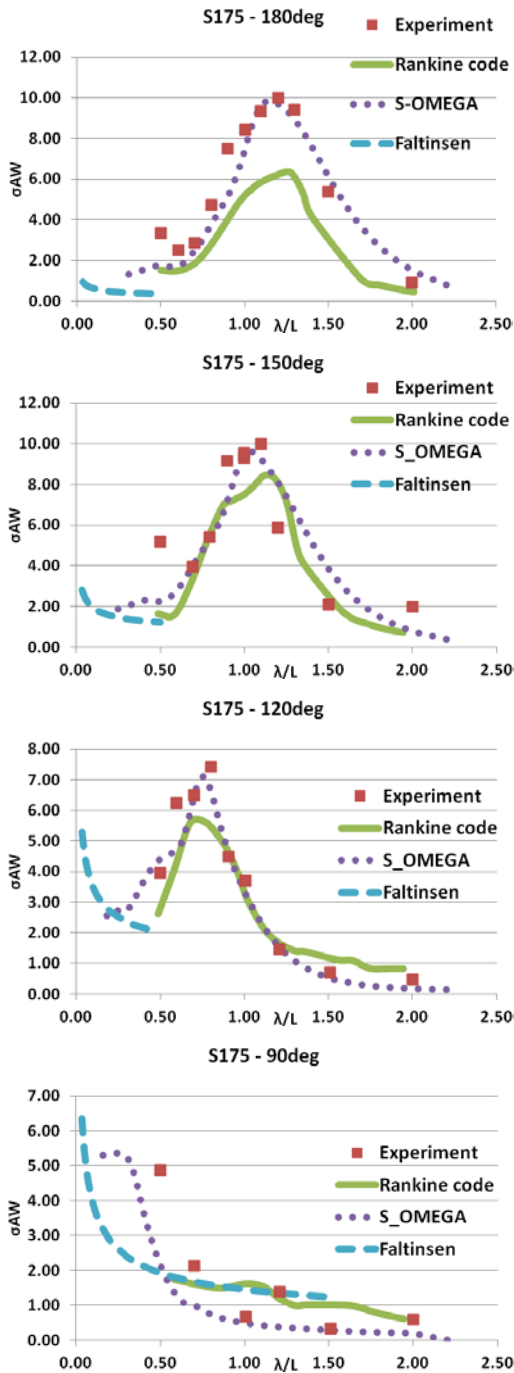 S175 - 180deg
Experiment
Rankine code
S-OMEGA
Faltinsen
σAW
12.00
10.00
8.00
6.00
4.00
2.00
0.00
0.00 0.50 1.00 1.50 2.00 2.50
λ/L
S175 - 150deg
Experiment
Rankine code
S_OMEGA
Faltinsen
σAW
12.00
10.00
8.00
6.00
4.00
2.00
0.00
0.00 0.50 1.00 1.50 2.00 2.50
λ/L
S175 - 120deg
Experiment
Rankine code
S_OMEGA
Faltinsen
σAW
8.00
7.00
6.00
5.00
4.00
3.00
2.00
1.00
0.00
0.00 0.50 1.00 1.50 2.00 2.50
λ/L
S175 - 90deg
Experiment
Rankine code
S_OMEGA
Faltinsen
σAW
7.00
6.00
5.00
4.00
3.00
2.00
1.00
0.00
0.00 0.50 1.00 1.50 2.00 2.50
λ/L